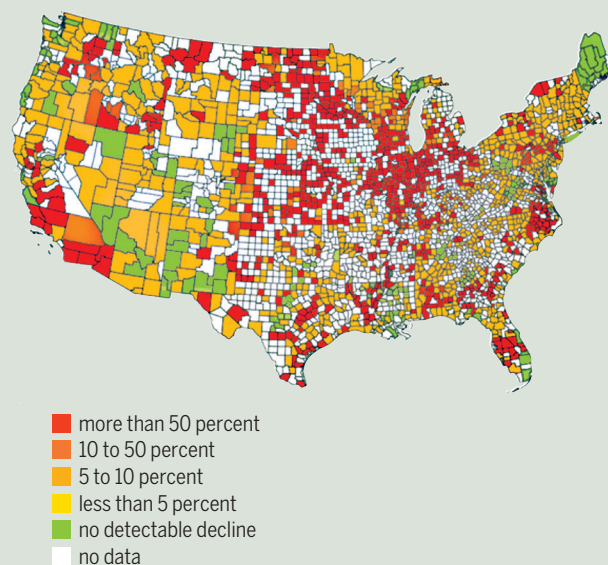 more than 50 percent
10 to 50 percent
5 to 10 percent
less than 5 percent
no detectable decline
no data